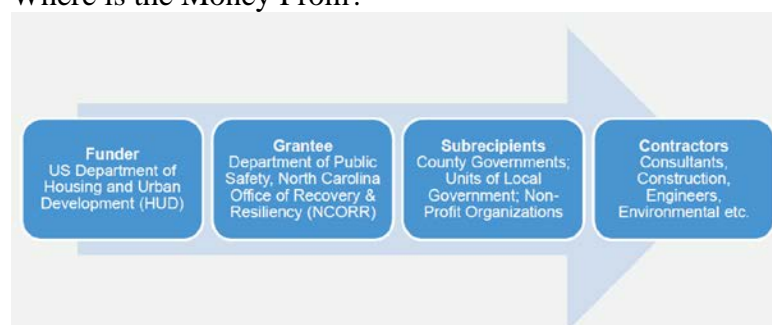 Where is the Money From?
Funder
US Department of
Housing and Urban
Development (HUD)
Grantee
Department of Public
Safety, North Carolina
Office of Recovery &
Resiliency (NCORR)
Subrecipients
County Governments;
Units of Local
Government; Non-
Profit Organizations
Contractors
Consultants,
Construction,
Engineers,
Environmental etc.